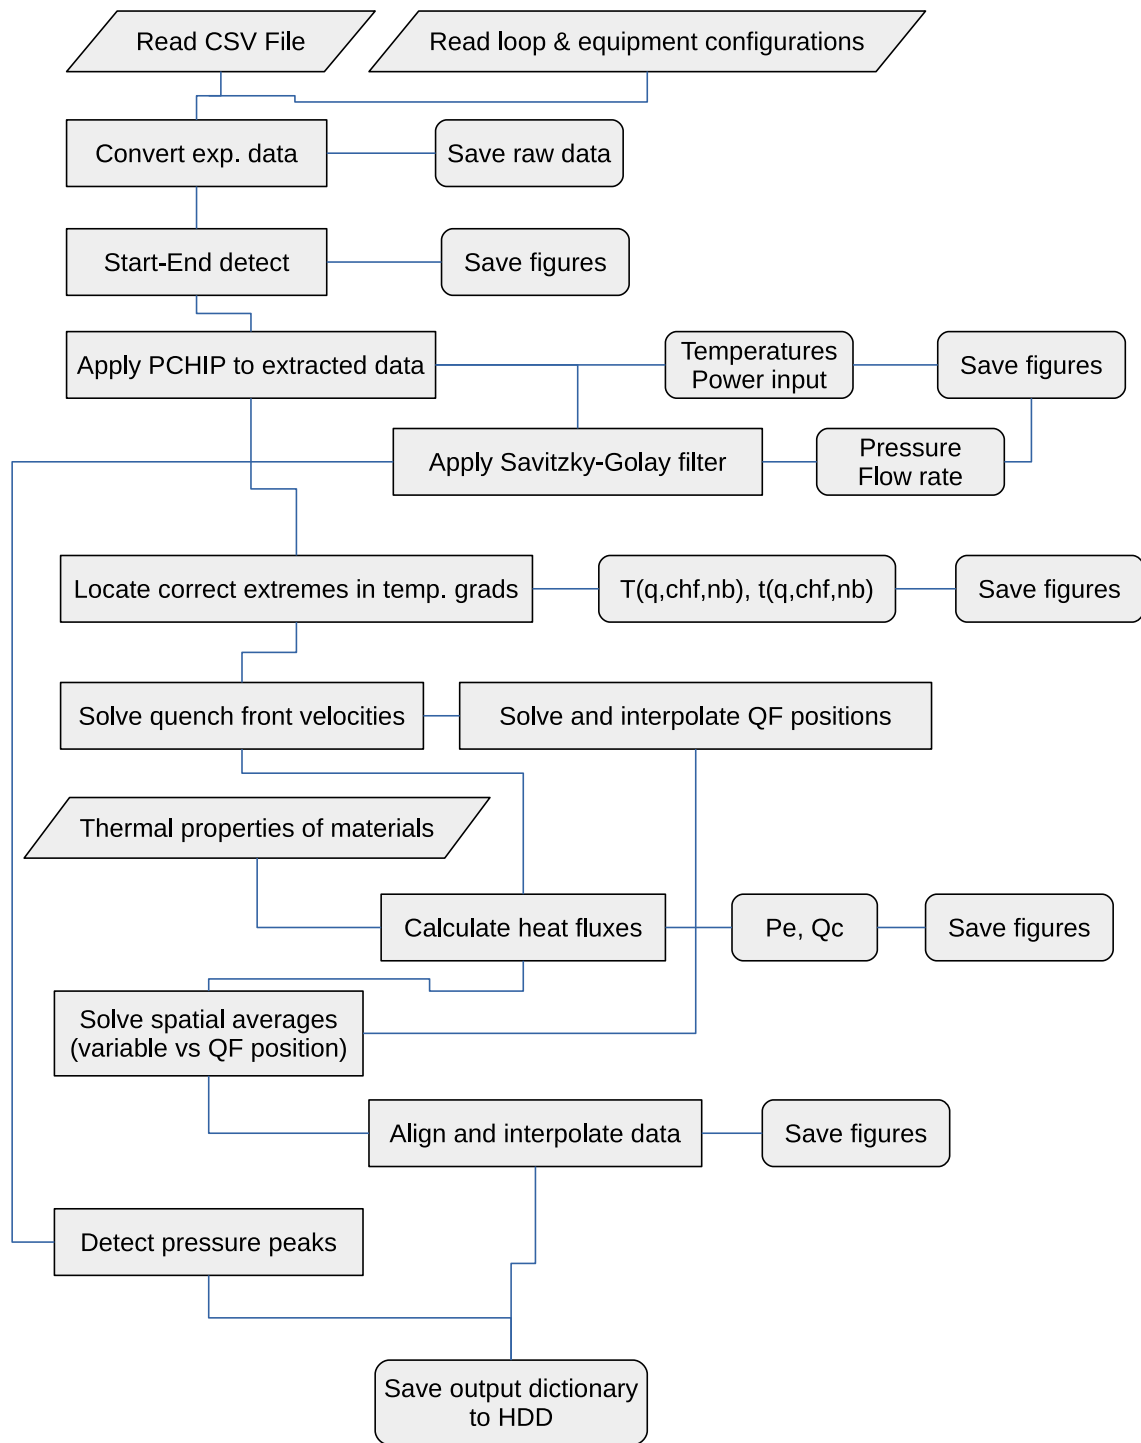 Read CSV File
Read loop & equipment configurations
Convert exp. data
Save raw data
Start-End detect
Save figures
Apply PCHIP to extracted data
Temperatures
Power input
Save figures
Apply Savitzky-Golay filter
Pressure
Flow rate
Locate correct extremes in temp. grads
T(q,chf,nb), t(q,chf,nb)
Save figures
Solve quench front velocities
Solve and interpolate QF positions
Thermal properties of materials
Calculate heat fluxes
Pe, Qc
Save figures
Solve spatial averages
(variable vs QF position)
Align and interpolate data
Save figures
Detect pressure peaks
Save output dictionary
to HDD